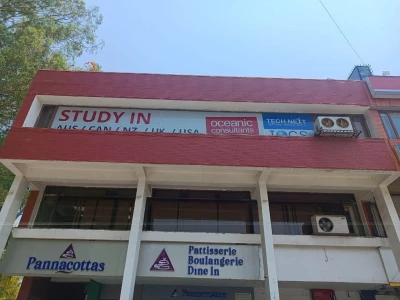 STUDY IN
AUS / CAN / NZ / UK / USA
oceanic
consultants
TECH NEXT
Pannacottas
Pattisserie
Boulangerie
Dine In